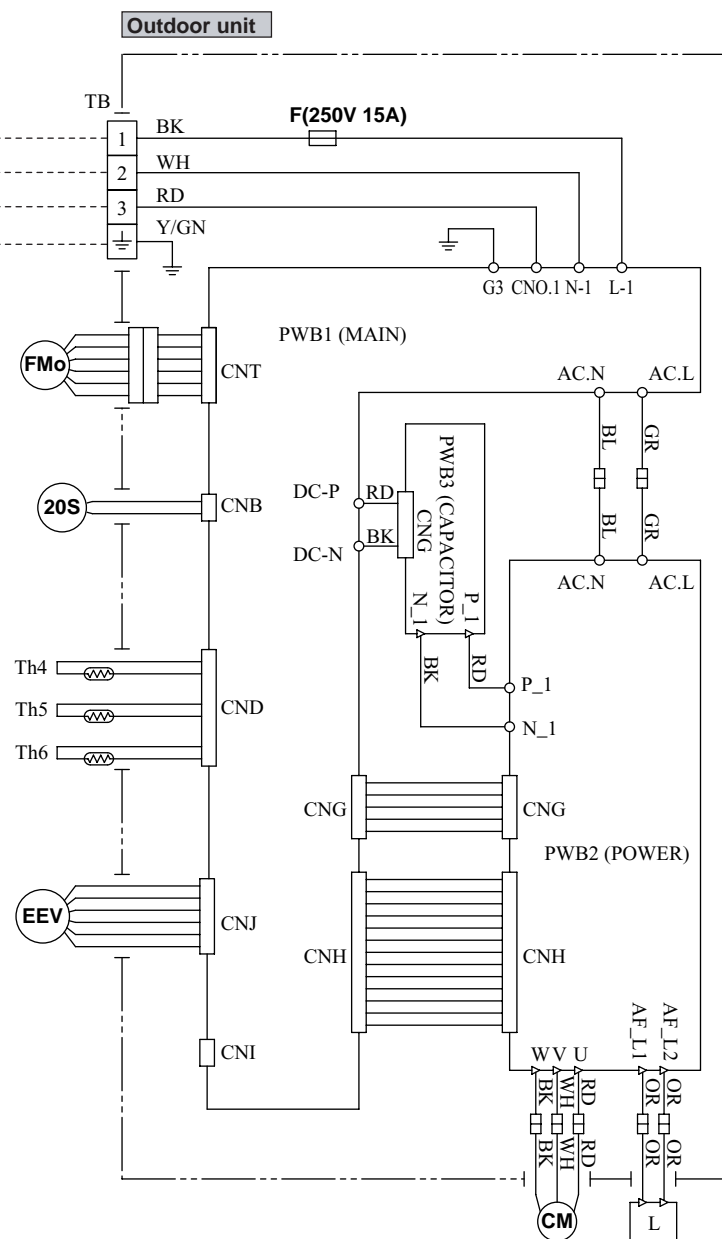 Outdoor unit
TB
F(250V 15A)
1
BK
2
WH
3
RD
Y/GN
G3
CNO.1
N-1
L-1
PWB1 (MAIN)
FMo
CNT
AC.N
AC.L
BL
GR
DC-P
RD
PWB3 (CAPACITOR)
CNG
20S
CNB
DC-N
BK
BL
GR
N_1
P_1
AC.N
AC.L
BK
RD
Th4
Th5
Th6
CND
P_1
N_1
CNG
CNG
PWB2 (POWER)
EEV
CNJ
CNH
CNH
CNI
W
V
U
AF_L1
AF_L2
BK
WH
RD
OR
OR
BK
WH
RD
OR
OR
CM
L